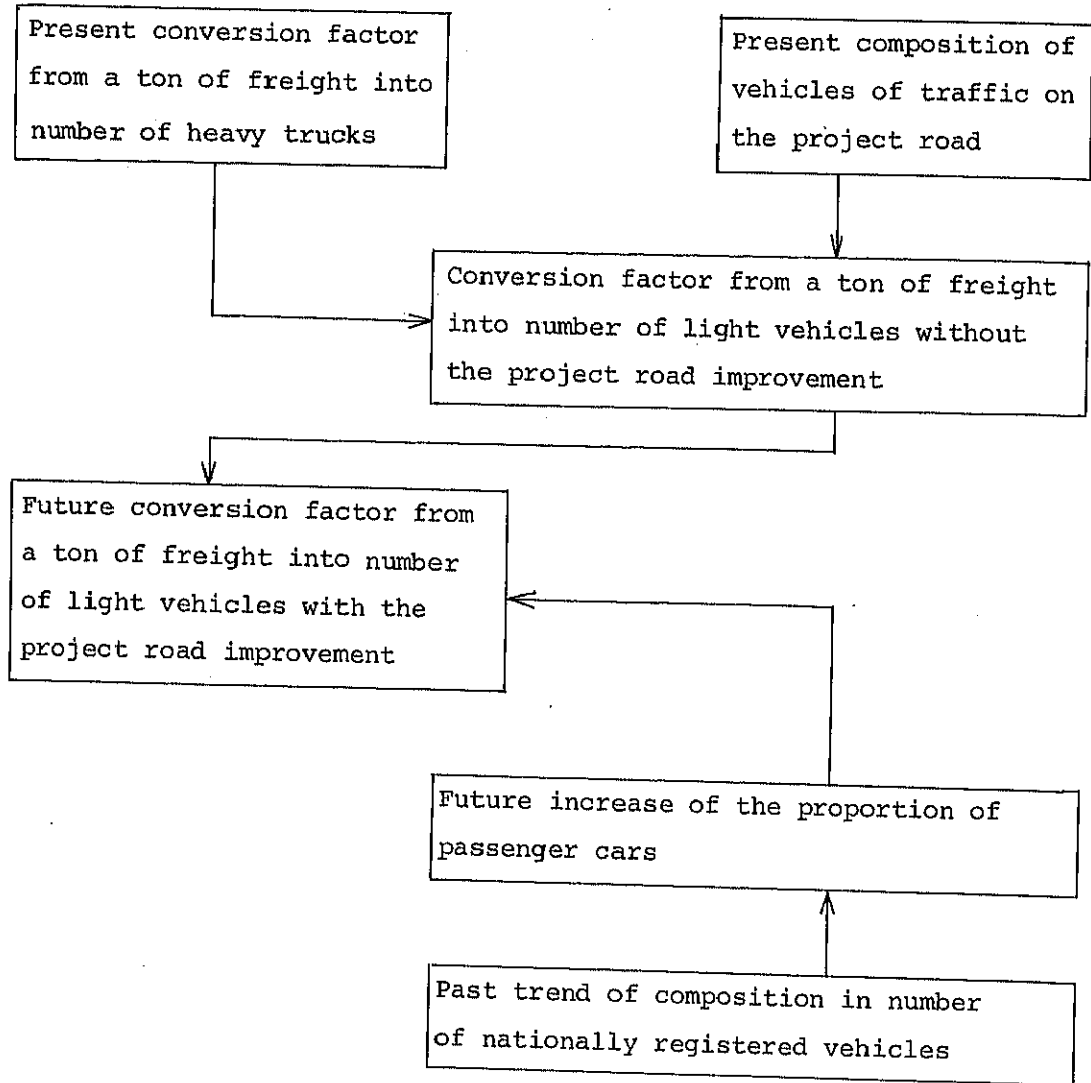 Present conversion factor
from a ton of freight into
number of heavy trucks
Present composition of
vehicles of traffic on
the project road
Conversion factor from a ton of freight
into number of light vehicles without
the project road improvement
Future conversion factor from
a ton of freight into number
of light vehicles with the
project road improvement
Future increase of the proportion of
passenger cars
Past trend of composition in number
of nationally registered vehicles